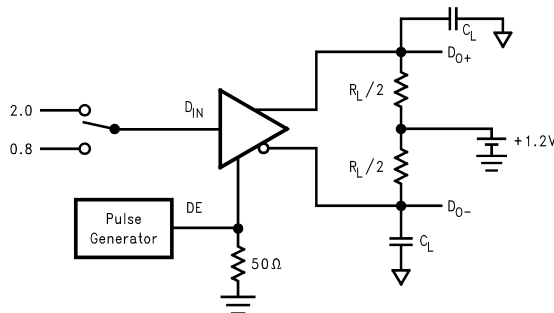 C_L
D_O+
D_IN
R_L/2
2.0
+1.2V
0.8
R_L/2
DE
D_O-
Pulse
Generator
C_L
50Ω